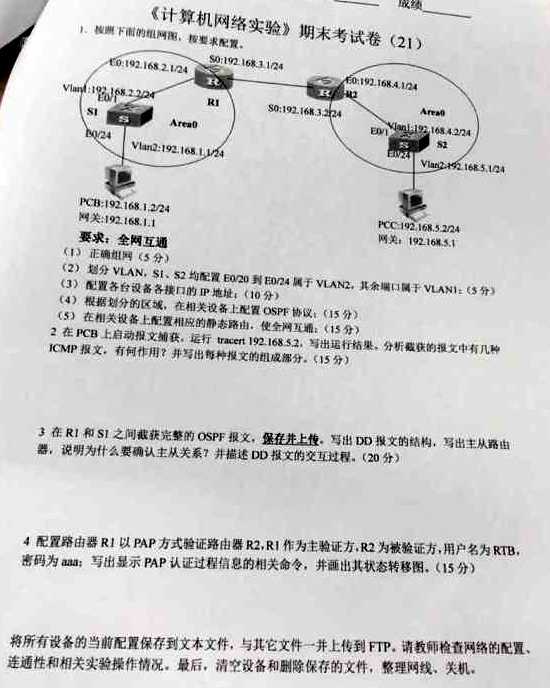 成绩
《计算机网络实验》期末考试卷（21）
1、按照下面的组网图，按要求配置。
S0:192.168.3.1/24
E0:192.168.2.1/24
R
R1
E0:192.168.4.1/24
R
R2
S0:192.168.3.2/24
Vlan1:192.168.2.2/24
E0/1
S1
S
Area0
E0/24
Vlan2:192.168.1.1/24
Area0
E0/1
Vlan1:192.168.4.2/24
S
S2
E0/24
Vlan2:192.168.5.1/24
PCB:192.168.1.2/24
网关:192.168.1.1
PCC:192.168.5.2/24
网关：192.168.5.1
要求：全网互通
（1）正确组网（5 分）
（2）划分 VLAN，S1、S2 均配置 E0/20 到 E0/24 属于 VLAN2，其余端口属于 VLAN1;（5 分）
（3）配置各台设备各接口的 IP 地址;（10 分）
（4）根据划分的区域，在相关设备上配置 OSPF 协议;（15 分）
（5）在相关设备上配置相应的静态路由，使全网互通;（15 分）
2 在 PCB 上启动报文捕获，运行 tracert 192.168.5.2，写出运行结果。分析截获的报文中有几种
ICMP 报文，有何作用？并写出每种报文的组成部分。（15 分）
3 在 R1 和 S1 之间截获完整的 OSPF 报文，保存并上传。写出 DD 报文的结构，写出主从路由
器，说明为什么要确认主从关系？并描述 DD 报文的交互过程。（20 分）
4 配置路由器 R1 以 PAP 方式验证路由器 R2,R1 作为主验证方,R2 为被验证方,用户名为 RTB,
密码为 aaa；写出显示 PAP 认证过程信息的相关命令，并画出其状态转移图。（15 分）
将所有设备的当前配置保存到文本文件，与其它文件一并上传到 FTP。请教师检查网络的配置、
连通性和相关实验操作情况。最后，清空设备和删除保存的文件，整理网线、关机。